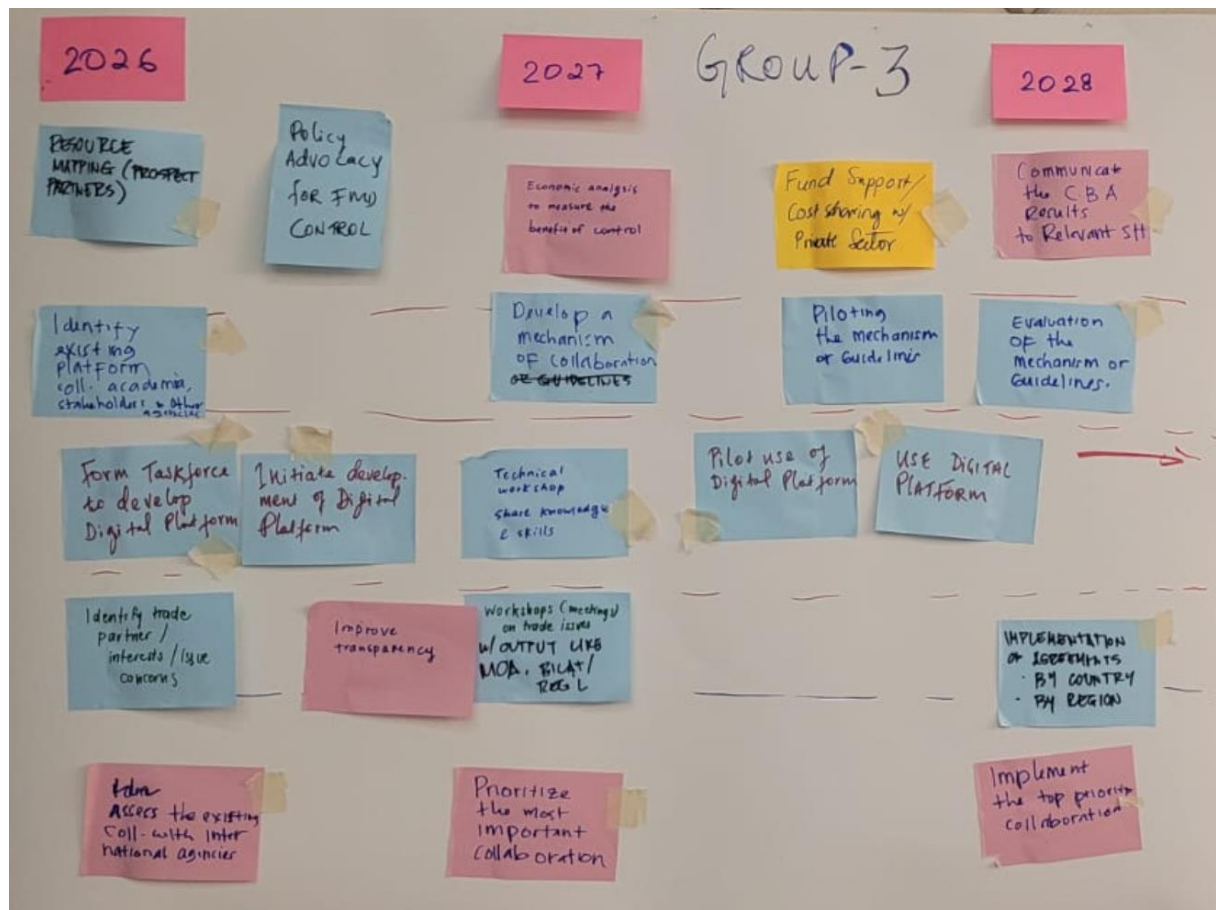 2026
2027
GROUP-3
2028
RESOURCE
MAPPING (PROSPECT
PARTNERS)
Policy
Advocacy
for FMD
CONTROL
Economic analysis
to measure the
benefit of control
Fund Support/
Cost sharing w/
Private Sector
Communicate
the C.B.A
Results
to Relevant SH
Identify
existing
platform
coll. academia,
stakeholders & other
agencies
Develop a
mechanism
OF collaboration
OR GUIDELINES
Piloting
the mechanism
or Guidelines
Evaluation
OF the
mechanism or
Guidelines.
Form Taskforce
to develop
Digital Platform
Initiate develop-
ment of Digital
Platform
Technical
workshop
share knowledge
& skills
Pilot use of
Digital Platform
USE DIGITAL
PLATFORM
Identify trade
partner /
interests / issue
concerns
Improve
transparency
Workshops (meetings)
on trade issues
W/ OUTPUT LIKE
MOA, BILAT/
REG'L
IMPLEMENTATION
OF AGREEMENTS
- BY COUNTRY
- BY REGION
Assess the existing
coll. with inter
national agincies
Prioritize
the most
important
collaboration
Implement
the top priority
collaboration